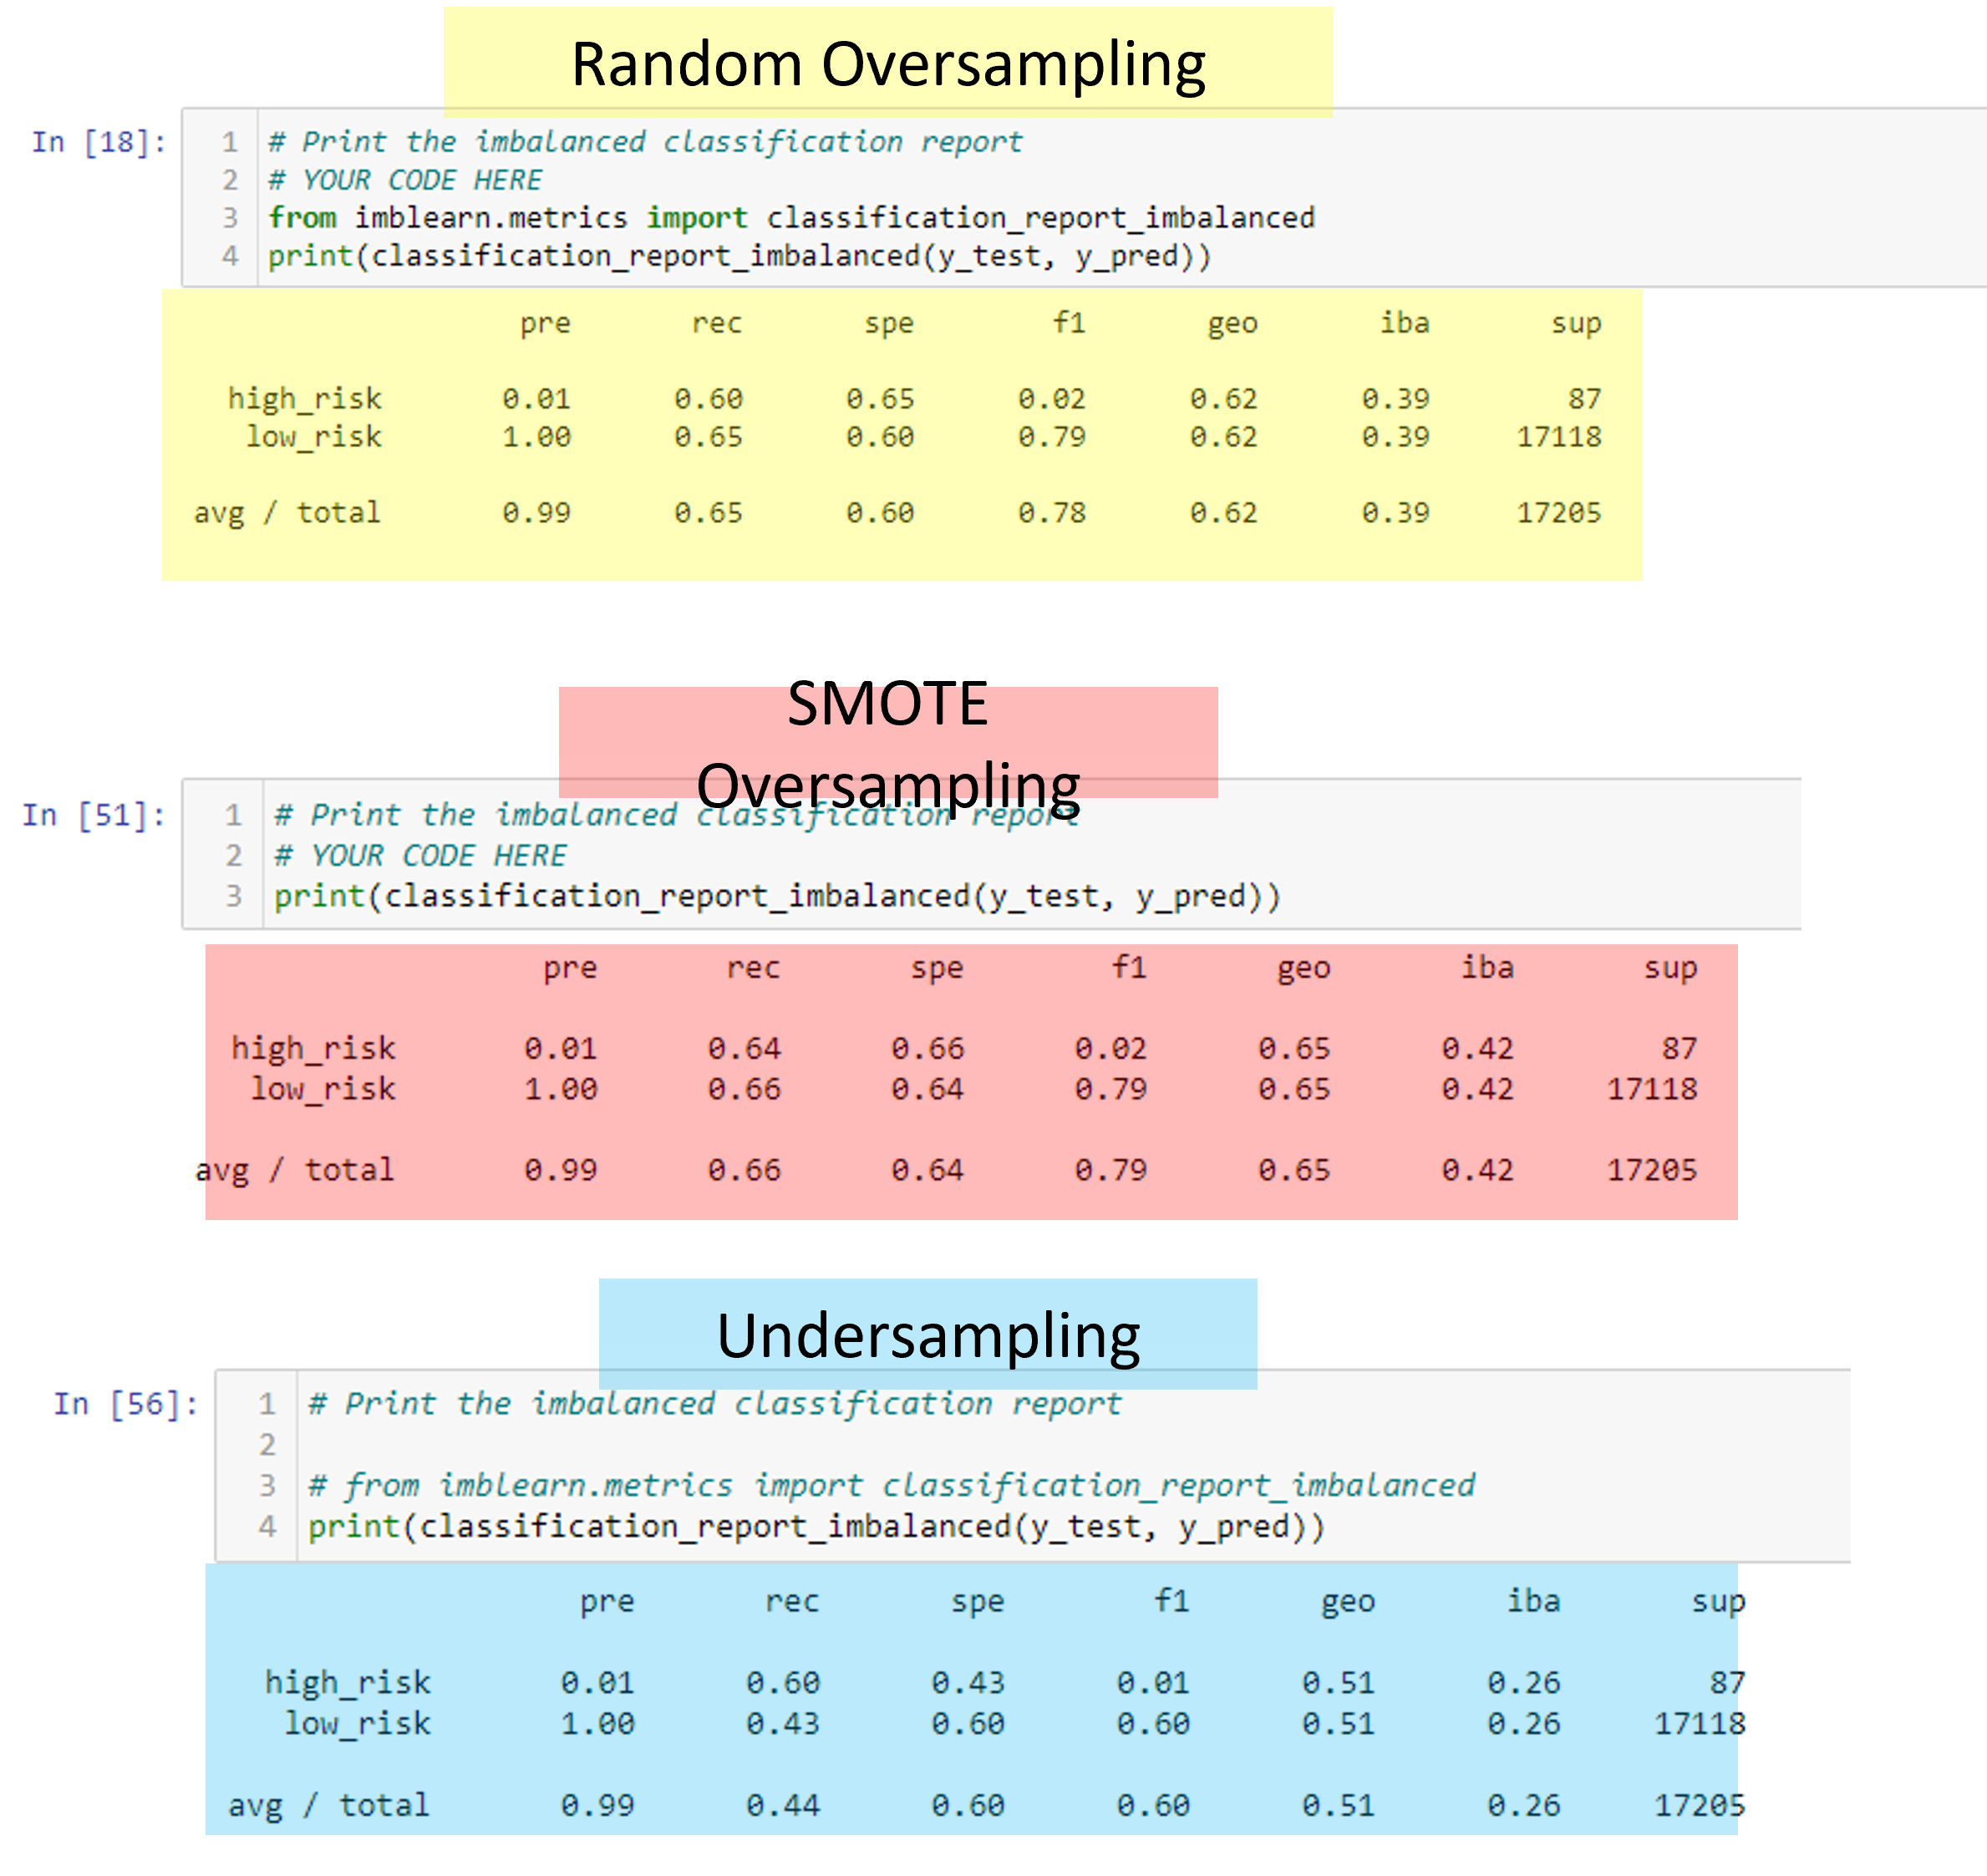 Random Oversampling
In [18]:
1 # Print the imbalanced classification report
2 # YOUR CODE HERE
3 from imblearn.metrics import classification_report_imbalanced
4 print(classification_report_imbalanced(y_test, y_pred))
pre rec spe f1 geo iba sup
high_risk 0.01 0.60 0.65 0.02 0.62 0.39 87
low_risk 1.00 0.65 0.60 0.79 0.62 0.39 17118
avg / total 0.99 0.65 0.60 0.78 0.62 0.39 17205
SMOTE
Oversampling
In [51]:
1 # Print the imbalanced classification report
2 # YOUR CODE HERE
3 print(classification_report_imbalanced(y_test, y_pred))
pre rec spe f1 geo iba sup
high_risk 0.01 0.64 0.66 0.02 0.65 0.42 87
low_risk 1.00 0.66 0.64 0.79 0.65 0.42 17118
avg / total 0.99 0.66 0.64 0.79 0.65 0.42 17205
Undersampling
In [56]:
1 # Print the imbalanced classification report
2
3 # from imblearn.metrics import classification_report_imbalanced
4 print(classification_report_imbalanced(y_test, y_pred))
pre rec spe f1 geo iba sup
high_risk 0.01 0.60 0.43 0.01 0.51 0.26 87
low_risk 1.00 0.43 0.60 0.60 0.51 0.26 17118
avg / total 0.99 0.44 0.60 0.60 0.51 0.26 17205